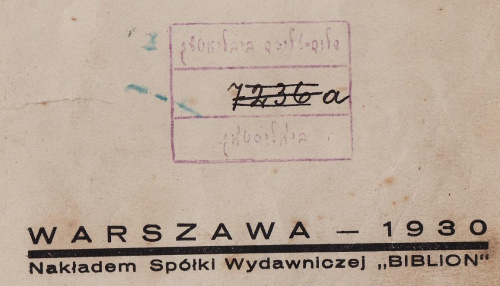 7236a
WARSZAWA — 1930
Nakładem Spółki Wydawniczej „BIBLION"